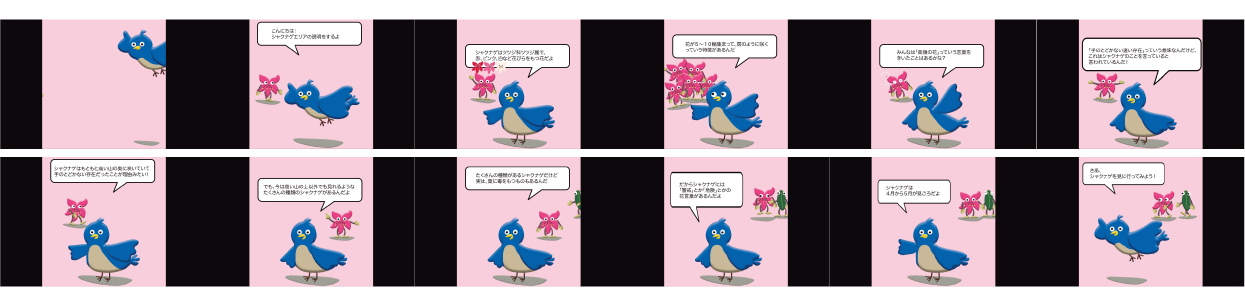 こんにちは!
シャクナゲエリアの説明をするよ
シャクナゲはツツジ科ツツジ属で、
赤、ピンク、白など花びらをもつ花だよ
花が5～10輪集まって、鞠のように咲く
っていう特徴があるんだ
みんなは「高嶺の花」っていう言葉を
きいたことはあるかな?
「手のとどかない遠い存在」っていう意味なんだけど、
これはシャクナゲのことを言っていると
言われているんだ!
シャクナゲはもともと高い山の奥に咲いていて
手のとどかない存在だったことが理由みたい!
でも、今は高い山の上以外でも見れるような
たくさんの種類のシャクナゲがあるんだよ
たくさんの種類があるシャクナゲだけど
実は、葉に毒をもつものもあるんだ
だからシャクナゲには
「警戒」とか「危険」とかの
花言葉があるんだよ
シャクナゲは
4月から5月が見ごろだよ
さあ、
シャクナゲを見に行ってみよう!